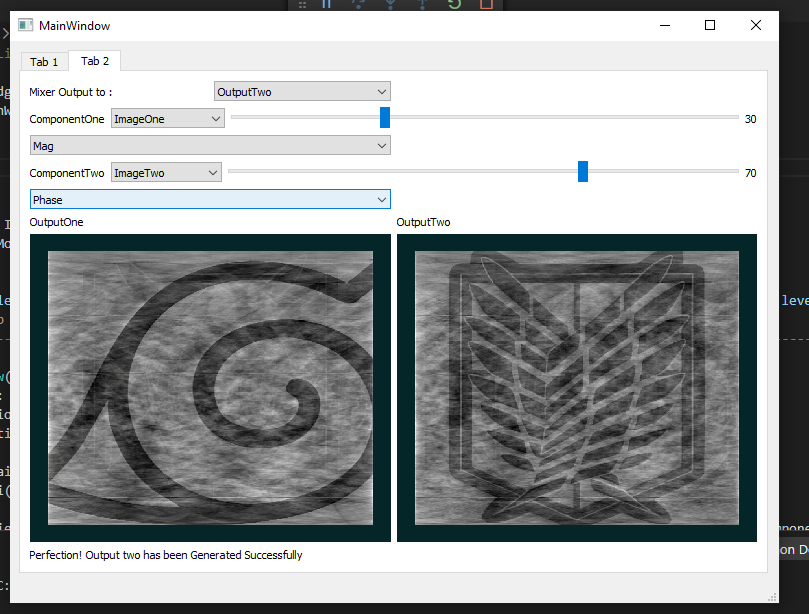 MainWindow
Tab 1
Tab 2
Mixer Output to :
OutputTwo
ComponentOne
ImageOne
30
Mag
ComponentTwo
ImageTwo
70
Phase
OutputOne
OutputTwo
Perfection! Output two has been Generated Successfully